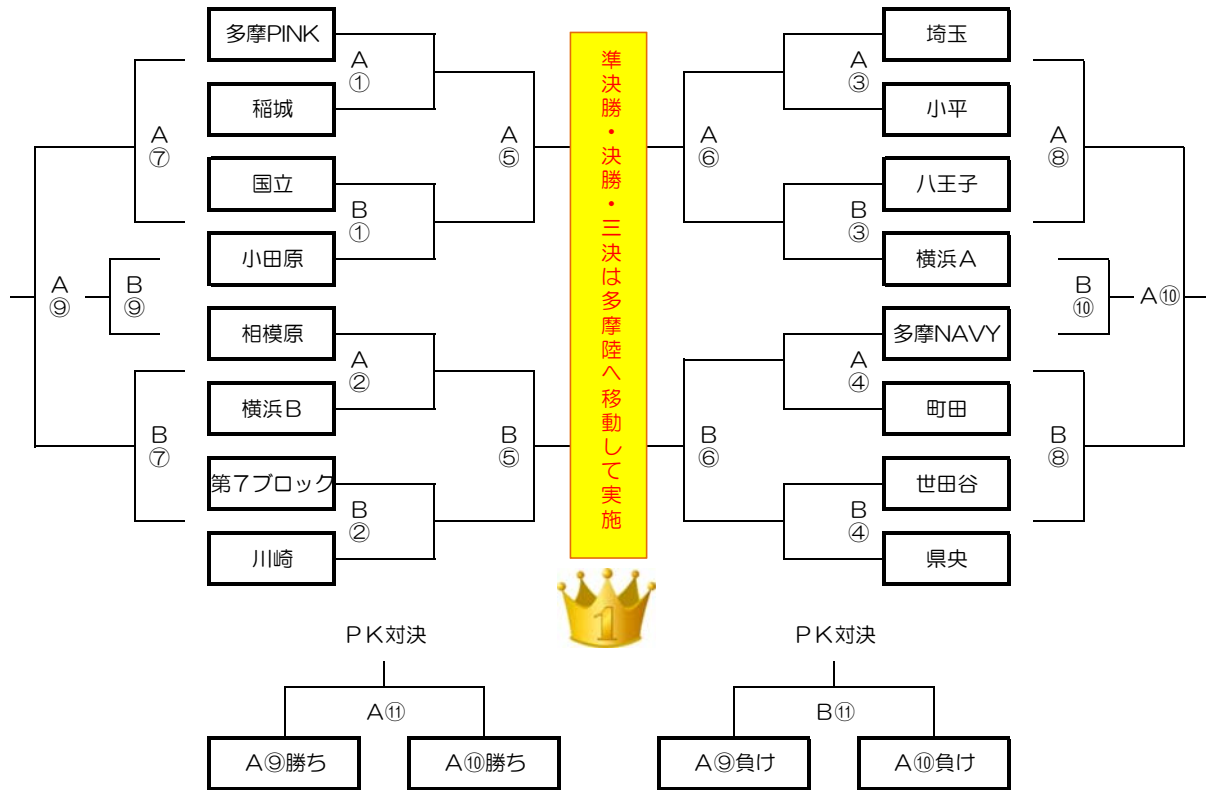 多摩PINK
稲城
国立
小田原
相模原
横浜B
第7ブロック
川崎
A
①
B
①
A
②
B
②
A
⑤
B
⑤
A
⑦
B
⑦
A
⑨
B
⑨
準決勝・決勝・三決は多摩陸へ移動して実施
1
埼玉
小平
八王子
横浜A
多摩NAVY
町田
世田谷
県央
A
③
B
③
A
④
B
④
A
⑥
B
⑥
A
⑧
B
⑧
B
⑩
A⑩
PK対決
A⑪
A⑨勝ち
A⑩勝ち
PK対決
B⑪
A⑨負け
A⑩負け